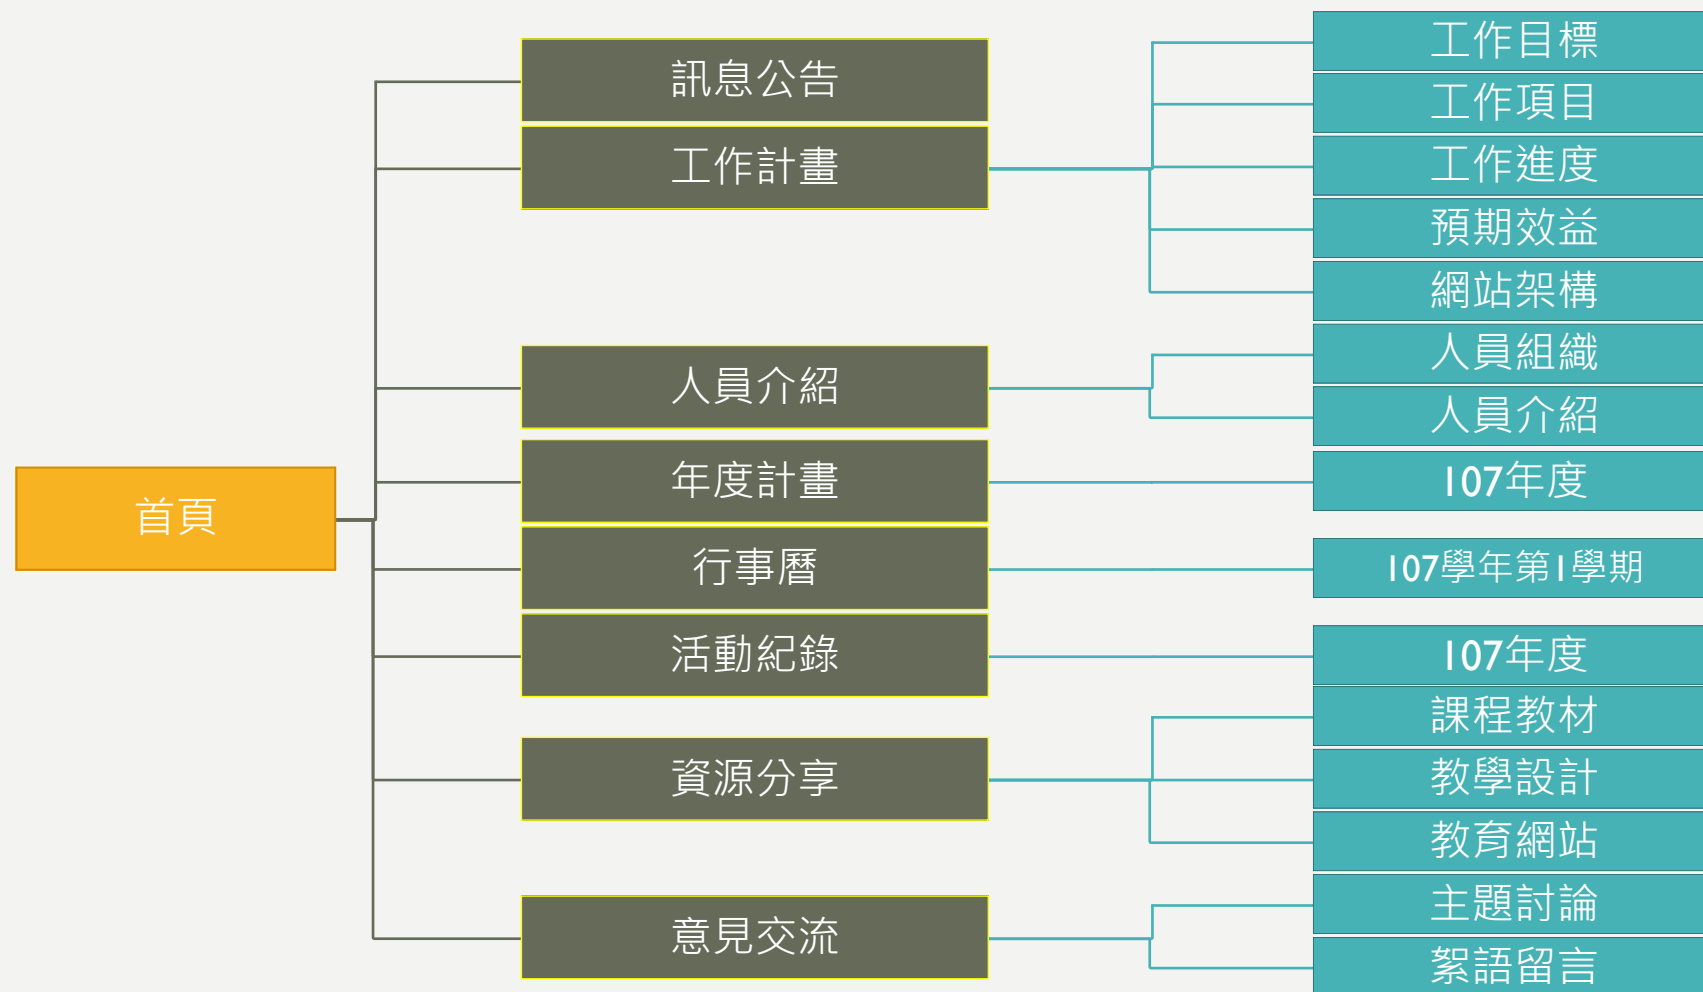 首頁
訊息公告
工作計畫
工作目標
工作項目
工作進度
預期效益
網站架構
人員介紹
人員組織
人員介紹
年度計畫
107年度
行事曆
107學年第1學期
活動紀錄
107年度
資源分享
課程教材
教學設計
教育網站
意見交流
主題討論
絮語留言